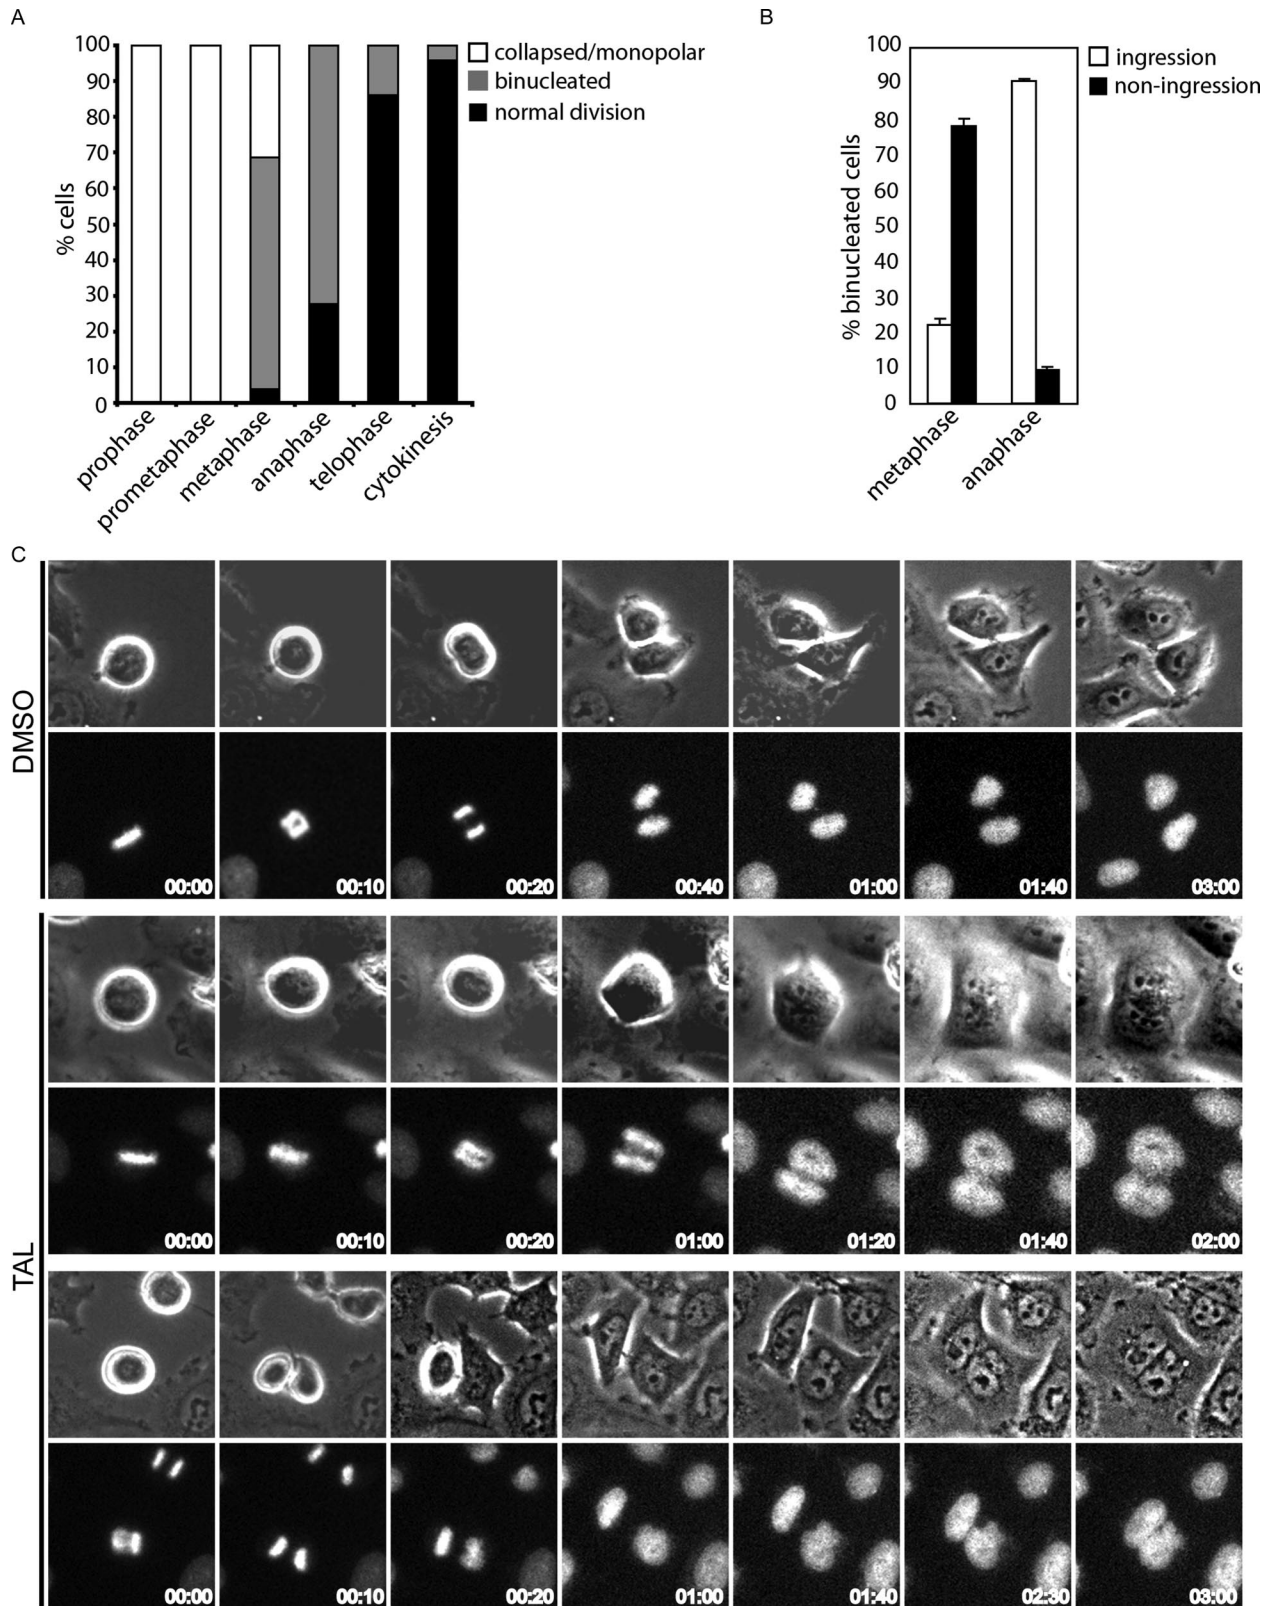 A
100
90
80
70
60
50
40
30
20
10
0
% cells
prophase
prometaphase
metaphase
anaphase
telophase
cytokinesis
collapsed/monopolar
binucleated
normal division
B
100
90
80
70
60
50
40
30
20
10
0
% binucleated cells
metaphase
anaphase
ingression
non-ingression
C
DMSO
00:00 00:10 00:20 00:40 01:00 01:40 03:00
TAL
00:00 00:10 00:20 01:00 01:20 01:40 02:00
00:00 00:10 00:20 01:00 01:40 02:30 03:00